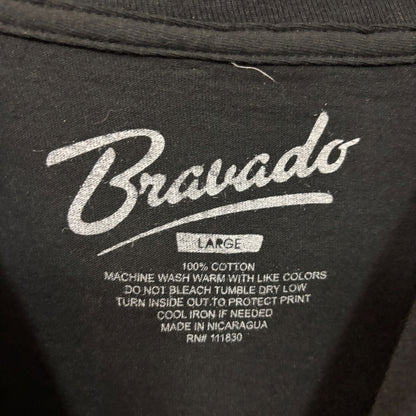 Bravado
LARGE
100% COTTON
MACHINE WASH WARM WITH LIKE COLORS
DO NOT BLEACH TUMBLE DRY LOW
TURN INSIDE OUT TO PROTECT PRINT
COOL IRON IF NEEDED
MADE IN NICARAGUA
RN# 111830